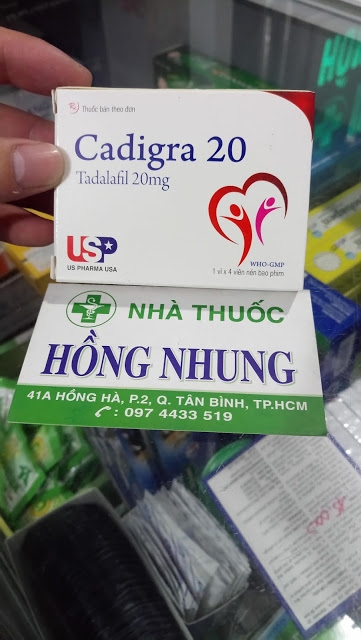 Rx Thuốc bán theo đơn
Cadigra 20
Tadalafil 20mg
USP
US PHARMA USA
WHO-GMP
1 vỉ x 4 viên nén bao phim
NHÀ THUỐC
HỒNG NHUNG
41A HỒNG HÀ, P.2, Q. TÂN BÌNH, TP.HCM
: 097 4433 519